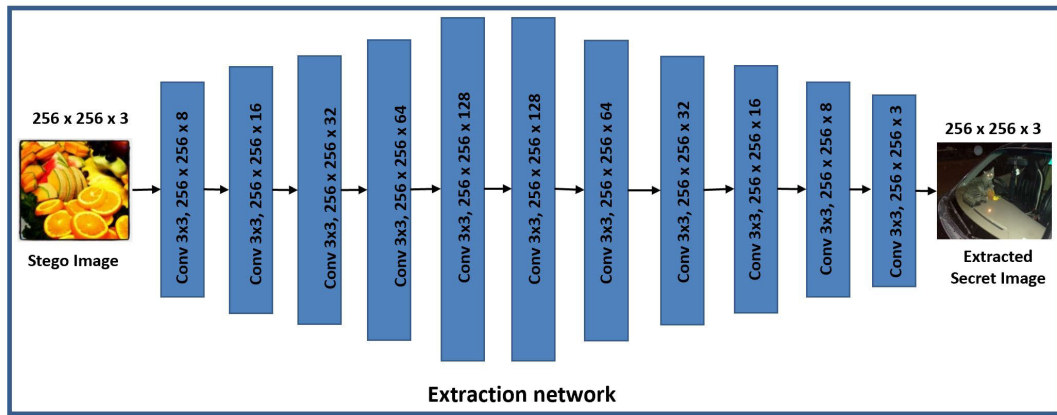 256 x 256 x 3
Stego Image
Conv 3x3, 256 x 256 x 8
Conv 3x3, 256 x 256 x 16
Conv 3x3, 256 x 256 x 32
Conv 3x3, 256 x 256 x 64
Conv 3x3, 256 x 256 x 128
Conv 3x3, 256 x 256 x 128
Conv 3x3, 256 x 256 x 64
Conv 3x3, 256 x 256 x 32
Conv 3x3, 256 x 256 x 16
Conv 3x3, 256 x 256 x 8
Conv 3x3, 256 x 256 x 3
256 x 256 x 3
Extracted
Secret Image
Extraction network